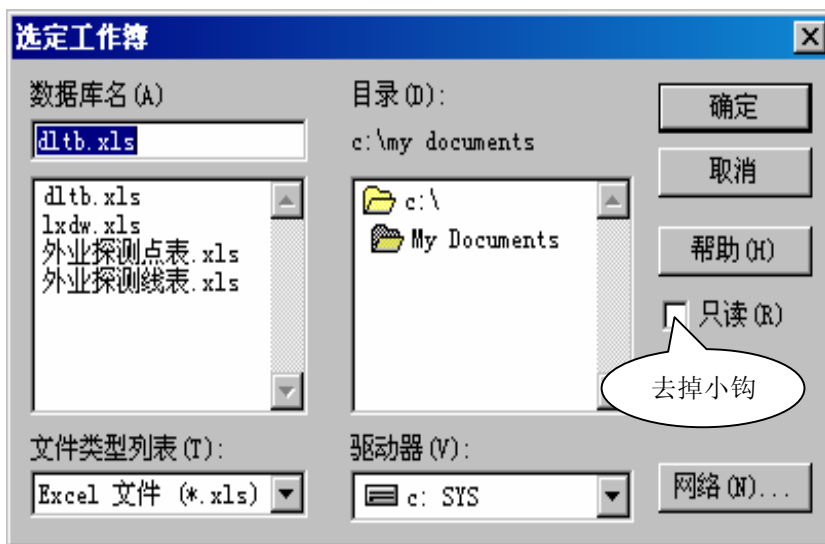 选定工作簿
数据库名(A)
dltb.xls
dltb.xls
lxdw.xls
外业探测点表.xls
外业探测线表.xls
文件类型列表(T):
Excel 文件 (*.xls)
目录(D):
c:\my documents
c:\
My Documents
驱动器(V):
c: SYS
确定
取消
帮助(H)
只读(R)
去掉小钩
网络(N)...